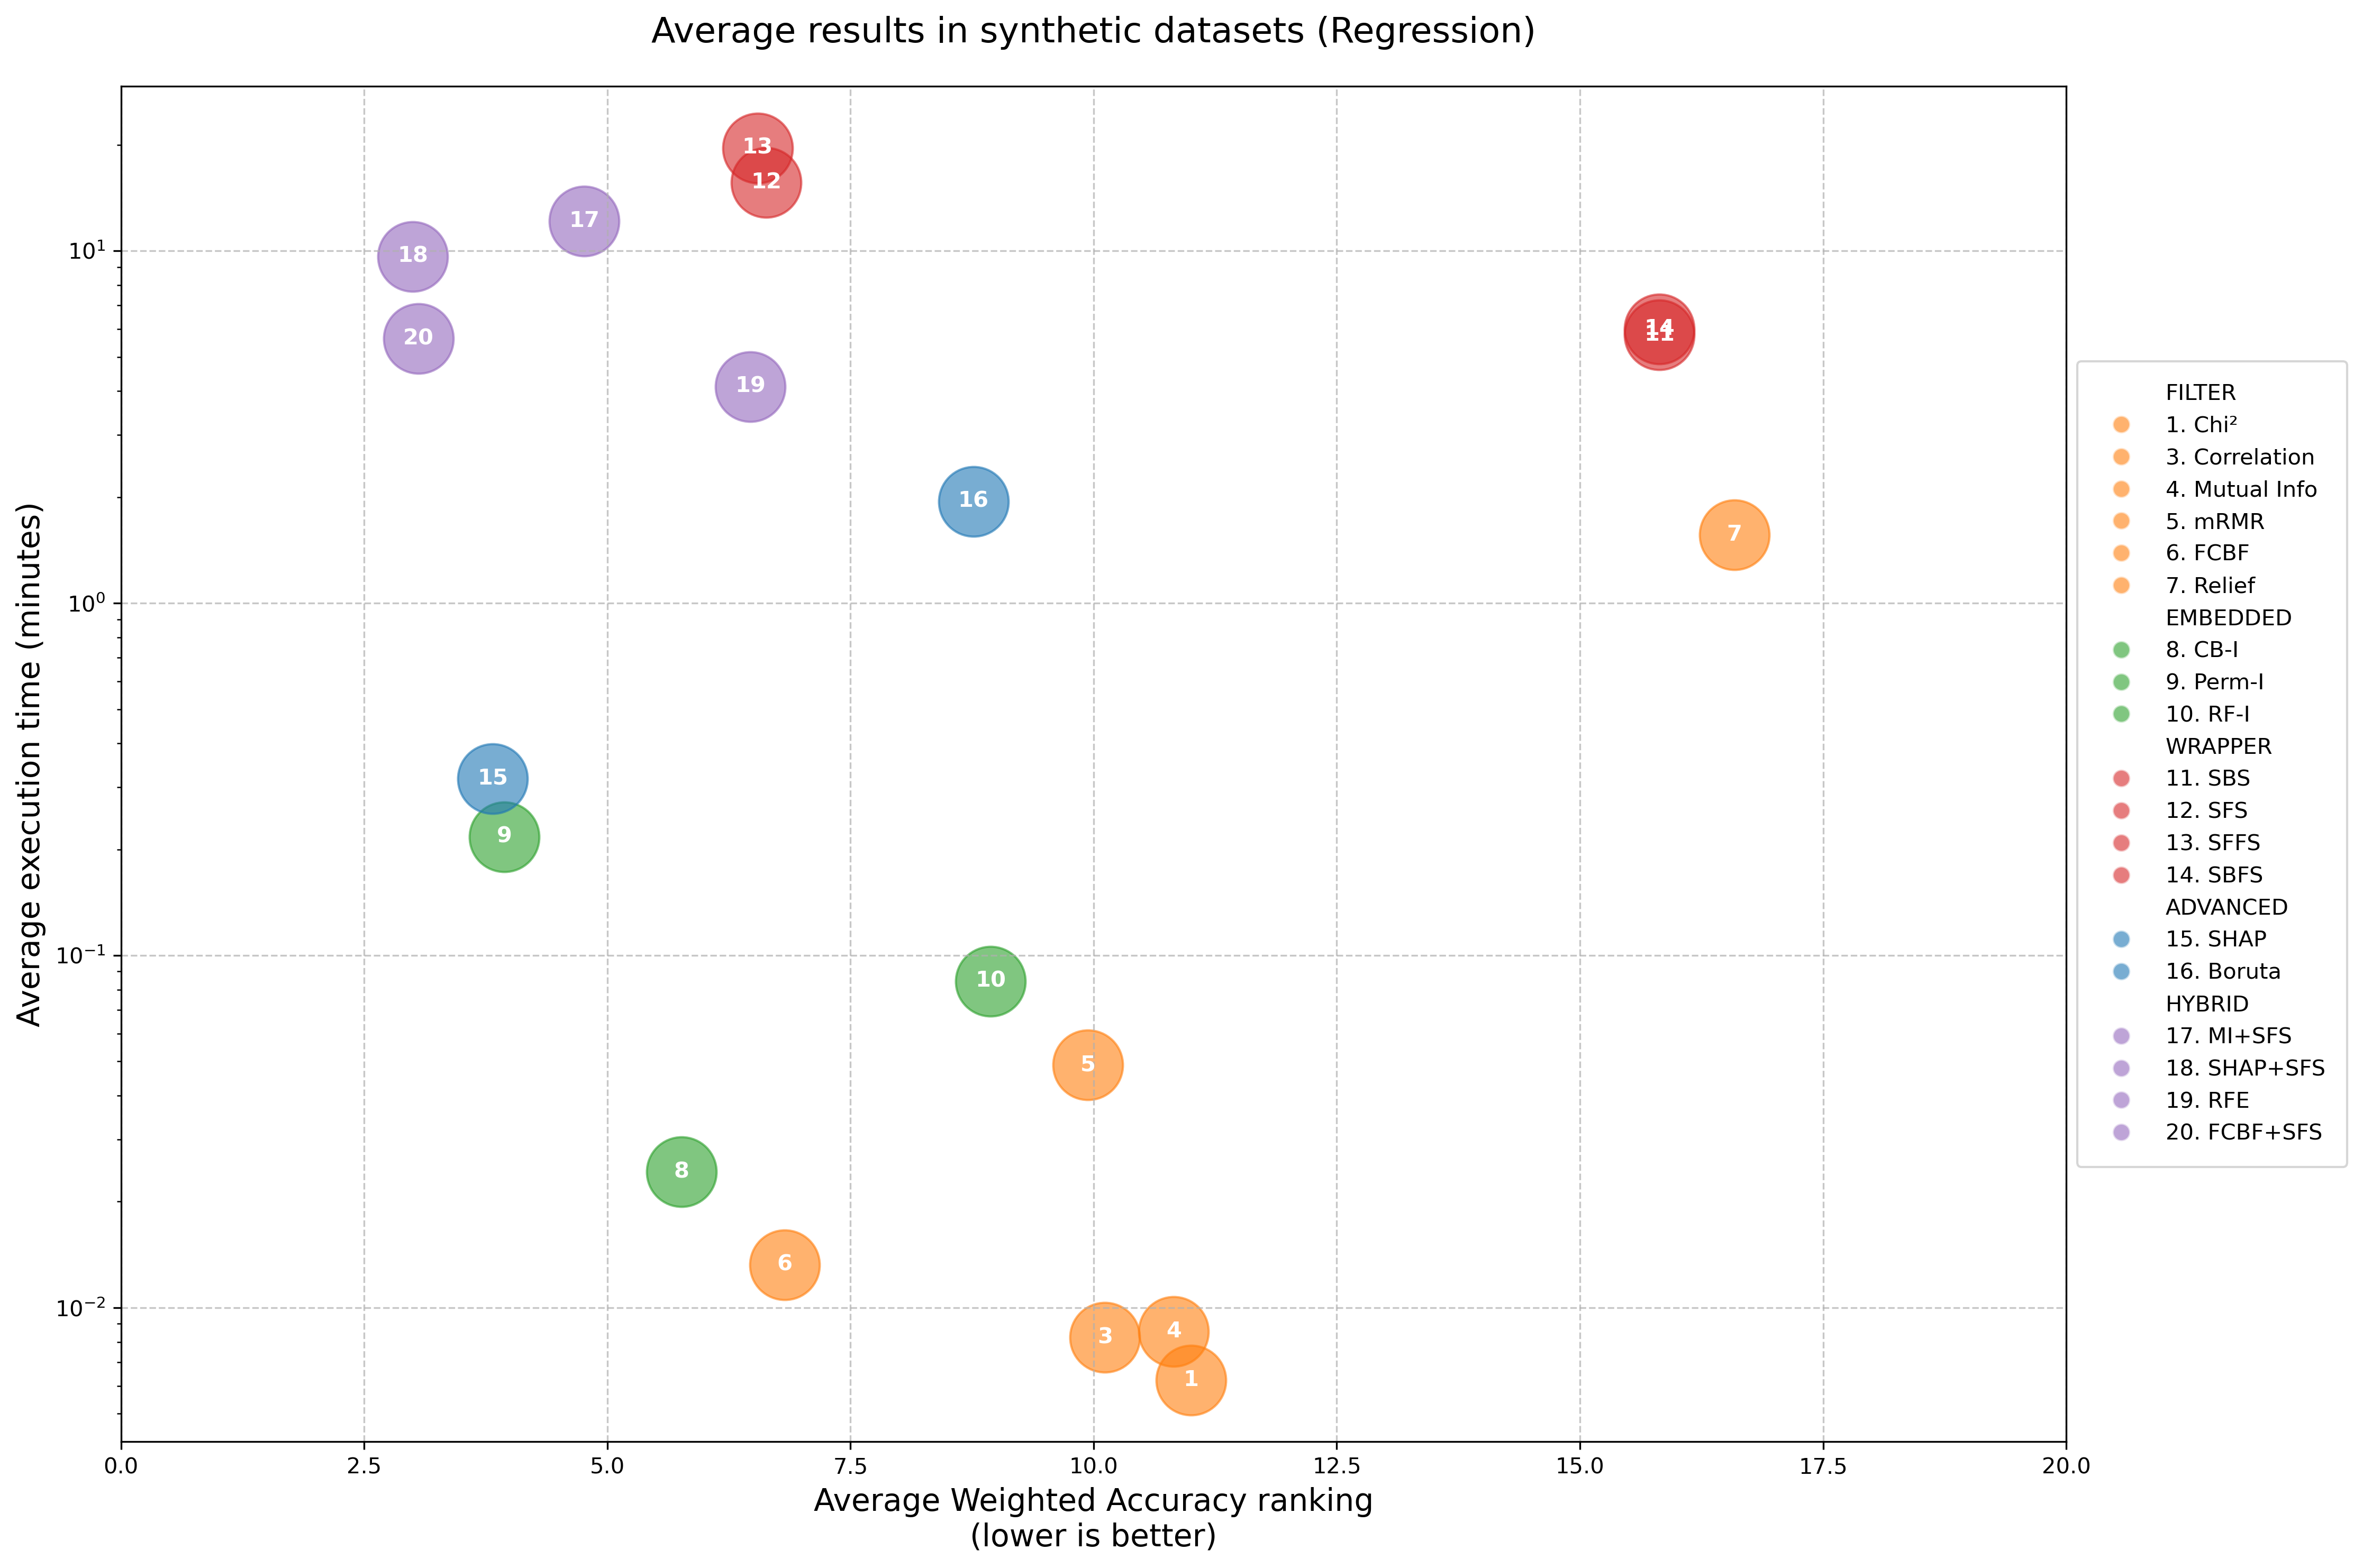 Average results in synthetic datasets (Regression)
Average execution time (minutes)
10¹
10⁰
10⁻¹
10⁻²
13
12
17
18
20
14
11
19
16
7
15
9
10
5
8
6
3
4
1
0.0
2.5
5.0
7.5
10.0
12.5
15.0
17.5
20.0
Average Weighted Accuracy ranking
(lower is better)
FILTER
1. Chi²
3. Correlation
4. Mutual Info
5. mRMR
6. FCBF
7. Relief
EMBEDDED
8. CB-I
9. Perm-I
10. RF-I
WRAPPER
11. SBS
12. SFS
13. SFFS
14. SBFS
ADVANCED
15. SHAP
16. Boruta
HYBRID
17. MI+SFS
18. SHAP+SFS
19. RFE
20. FCBF+SFS